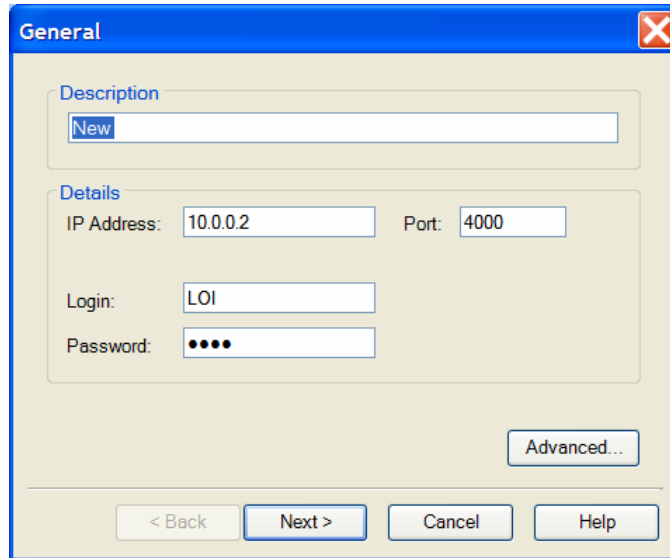 General
Description
New
Details
IP Address: 10.0.0.2 Port: 4000
Login: LOI
Password: ●●●●
Advanced...
< Back Next > Cancel Help